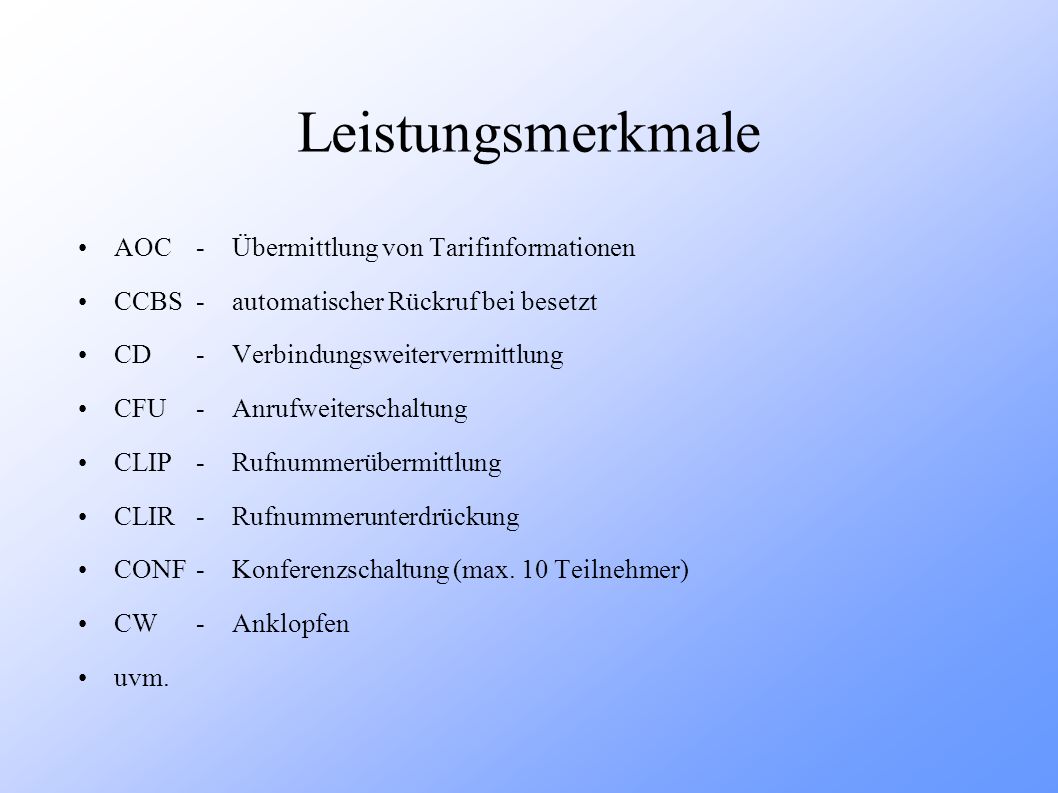 Leistungsmerkmale
• AOC - Übermittlung von Tarifinformationen
• CCBS - automatischer Rückruf bei besetzt
• CD - Verbindungsweitervermittlung
• CFU - Anrufweiterschaltung
• CLIP - Rufnummerübermittlung
• CLIR - Rufnummerunterdrückung
• CONF - Konferenzschaltung (max. 10 Teilnehmer)
• CW - Anklopfen
• uvm.